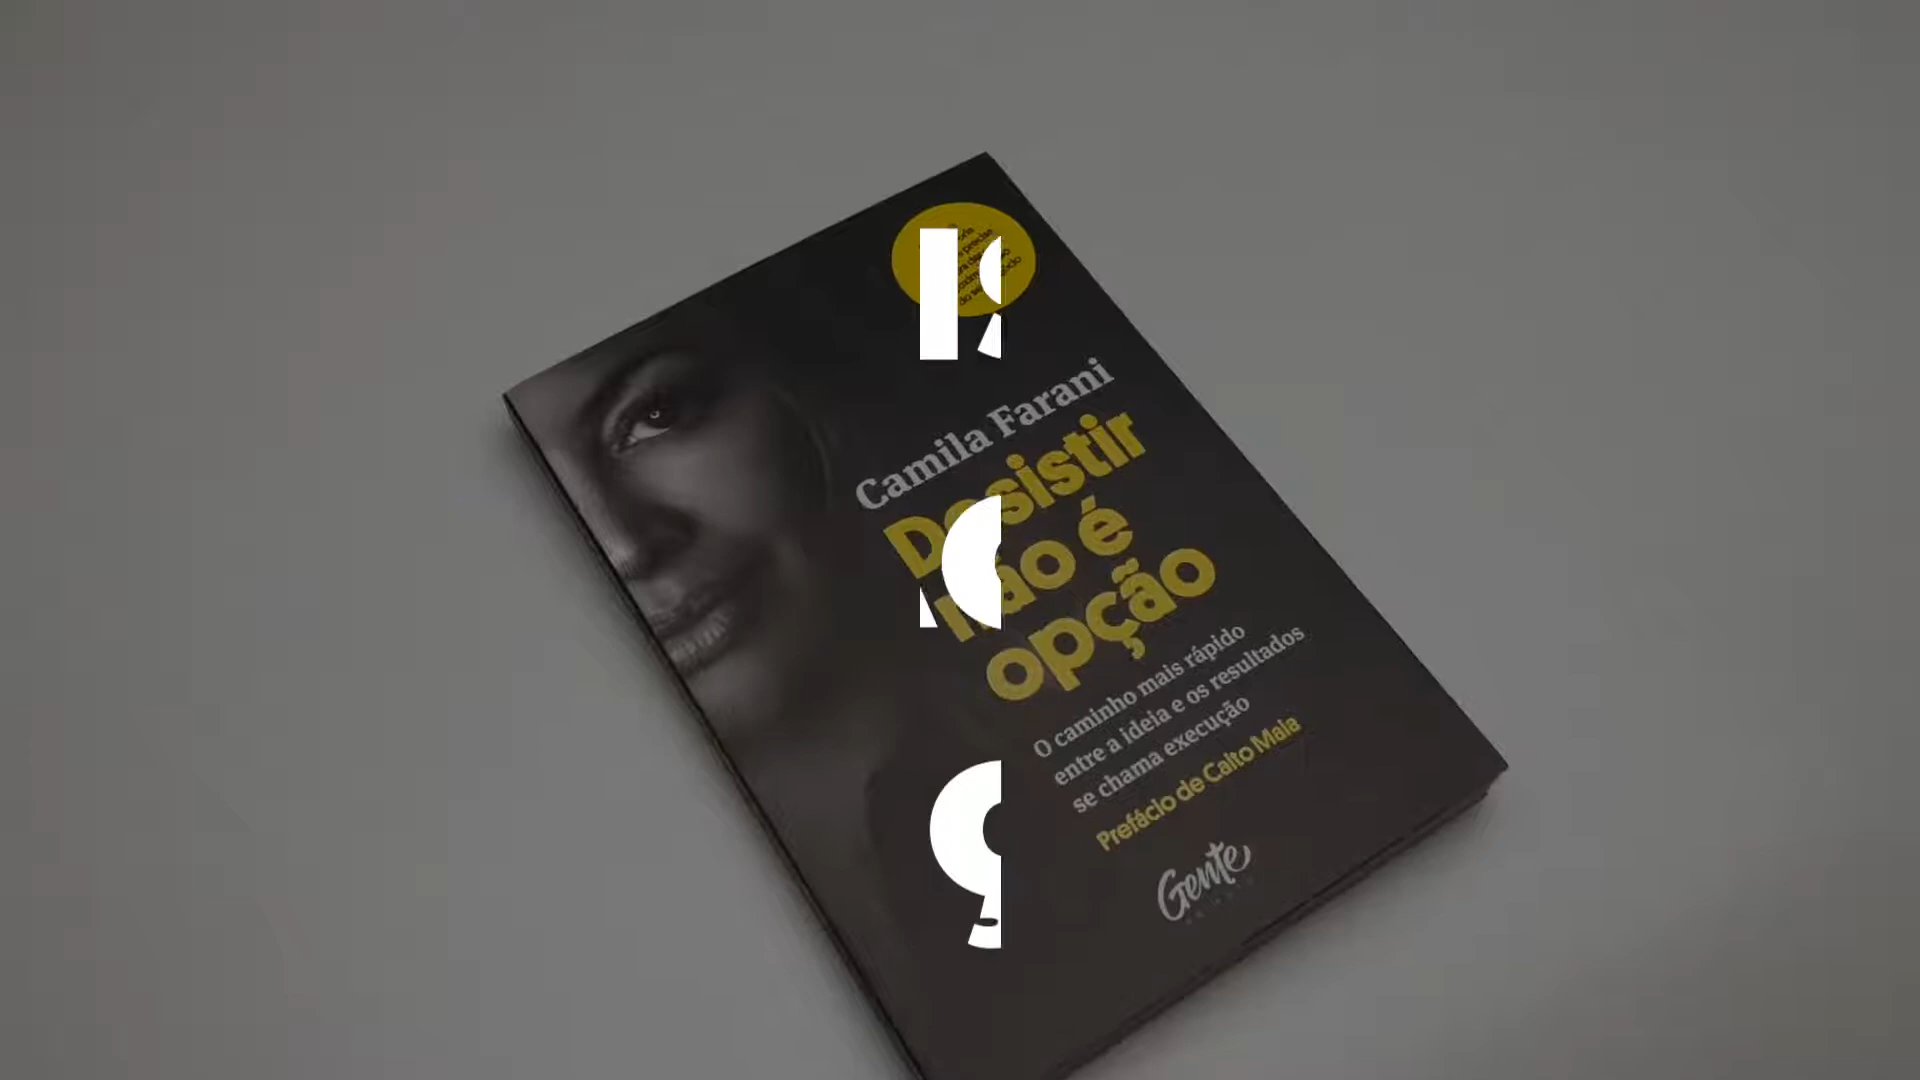 Camila Farani
Desistir
não é
opção
O caminho mais rápido
entre a ideia e os resultados
se chama execução
Prefácio de Caito Maia
Gente